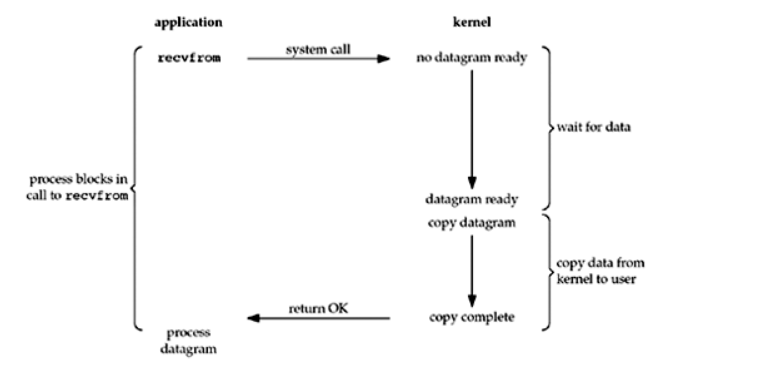 application
kernel
recvfrom
system call
no datagram ready
wait for data
process blocks in
call to recvfrom
datagram ready
copy datagram
copy data from
kernel to user
return OK
copy complete
process
datagram